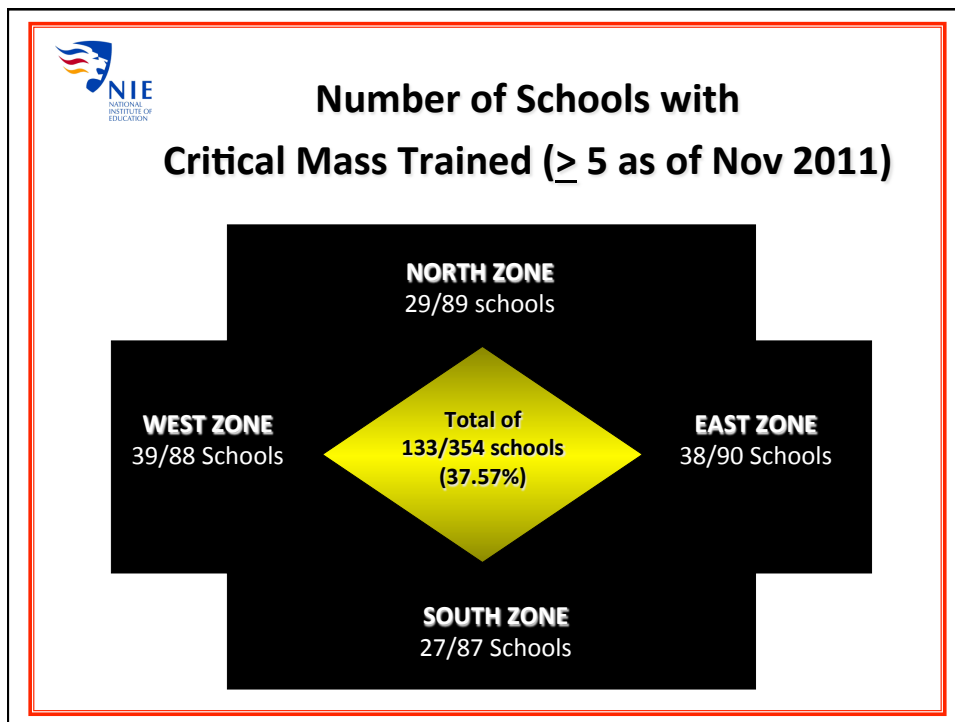 NIE
NATIONAL
INSTITUTE OF
EDUCATION
Number of Schools with
Critical Mass Trained (≥ 5 as of Nov 2011)
NORTH ZONE
29/89 schools
WEST ZONE
39/88 Schools
Total of
133/354 schools
(37.57%)
EAST ZONE
38/90 Schools
SOUTH ZONE
27/87 Schools